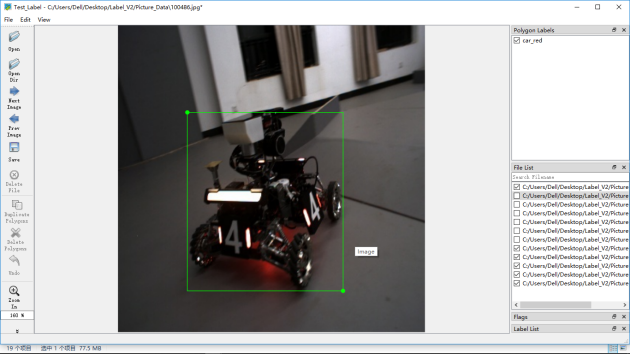 Test_Label - C:/Users/Dell/Desktop/Label_V2/Picture_Data\100486.jpg*
File Edit View
Open
Open
Dir
Next
Image
Prev
Image
Save
Delete
File
Duplicate
Polygons
Delete
Polygons
Undo
Zoom
In
160 %
4
4
Image
Polygon Labels
car_red
File List
Search Filename
C:/Users/Dell/Desktop/Label_V2/Picture
C:/Users/Dell/Desktop/Label_V2/Picture
C:/Users/Dell/Desktop/Label_V2/Picture
C:/Users/Dell/Desktop/Label_V2/Picture
C:/Users/Dell/Desktop/Label_V2/Picture
C:/Users/Dell/Desktop/Label_V2/Picture
C:/Users/Dell/Desktop/Label_V2/Picture
C:/Users/Dell/Desktop/Label_V2/Picture
C:/Users/Dell/Desktop/Label_V2/Picture
C:/Users/Dell/Desktop/Label_V2/Picture
C:/Users/Dell/Desktop/Label_V2/Picture
C:/Users/Dell/Desktop/Label_V2/Picture
Flags
Label List
19 个项目 选中 1 个项目 77.5 MB